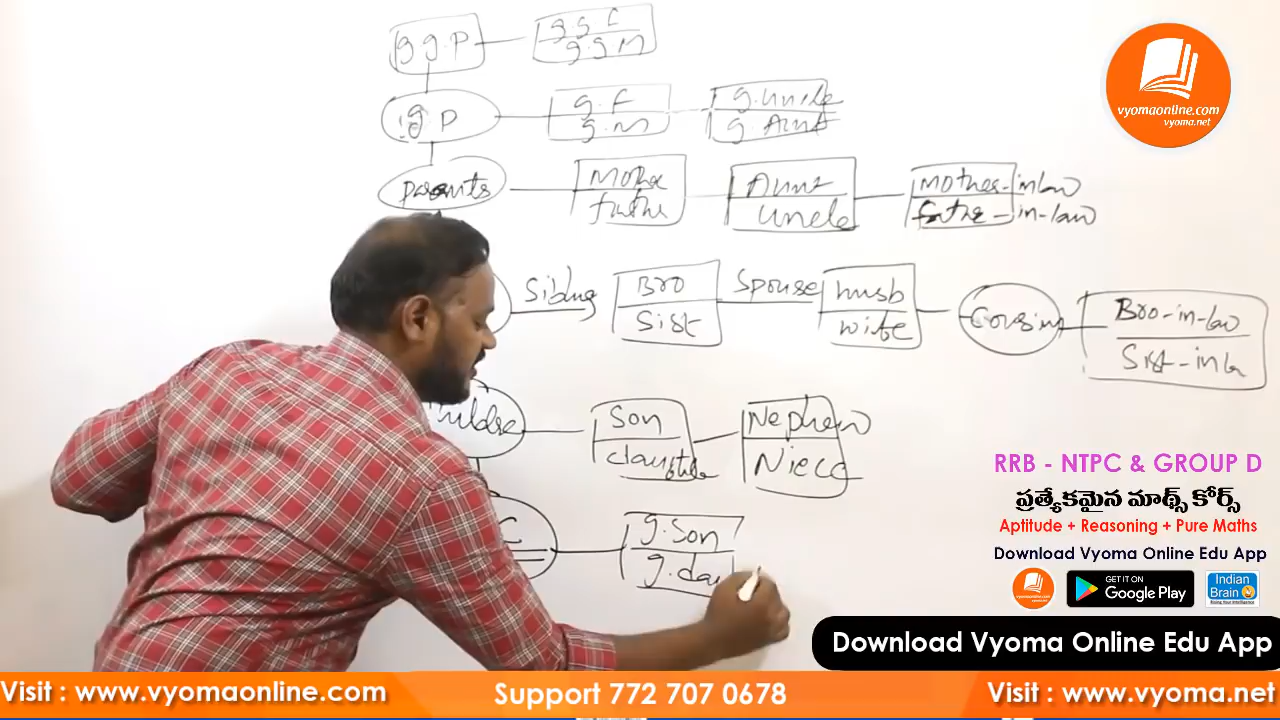 g g P
g g F
g g M
g P
g. F
g. M
g. Uncle
g. Aunt
Parents
Mother
father
Aunt
Uncle
Mother-in-law
father-in-law
Sibling
Bro
Sist
Spouse
husb
wife
Cousins
Bro-in-law
Sist-in-la
Son
Nephew
Niece
C
g. Son
g. dau
vyomaonline.com
vyoma.net
RRB - NTPC & GROUP D
ప్రత్యేకమైన మాథ్స్ కోర్స్
Aptitude + Reasoning + Pure Maths
Download Vyoma Online Edu App
GET IT ON
Google Play
Indian
Brain
Download Vyoma Online Edu App
Visit : www.vyomaonline.com
Support 772 707 0678
Visit : www.vyoma.net